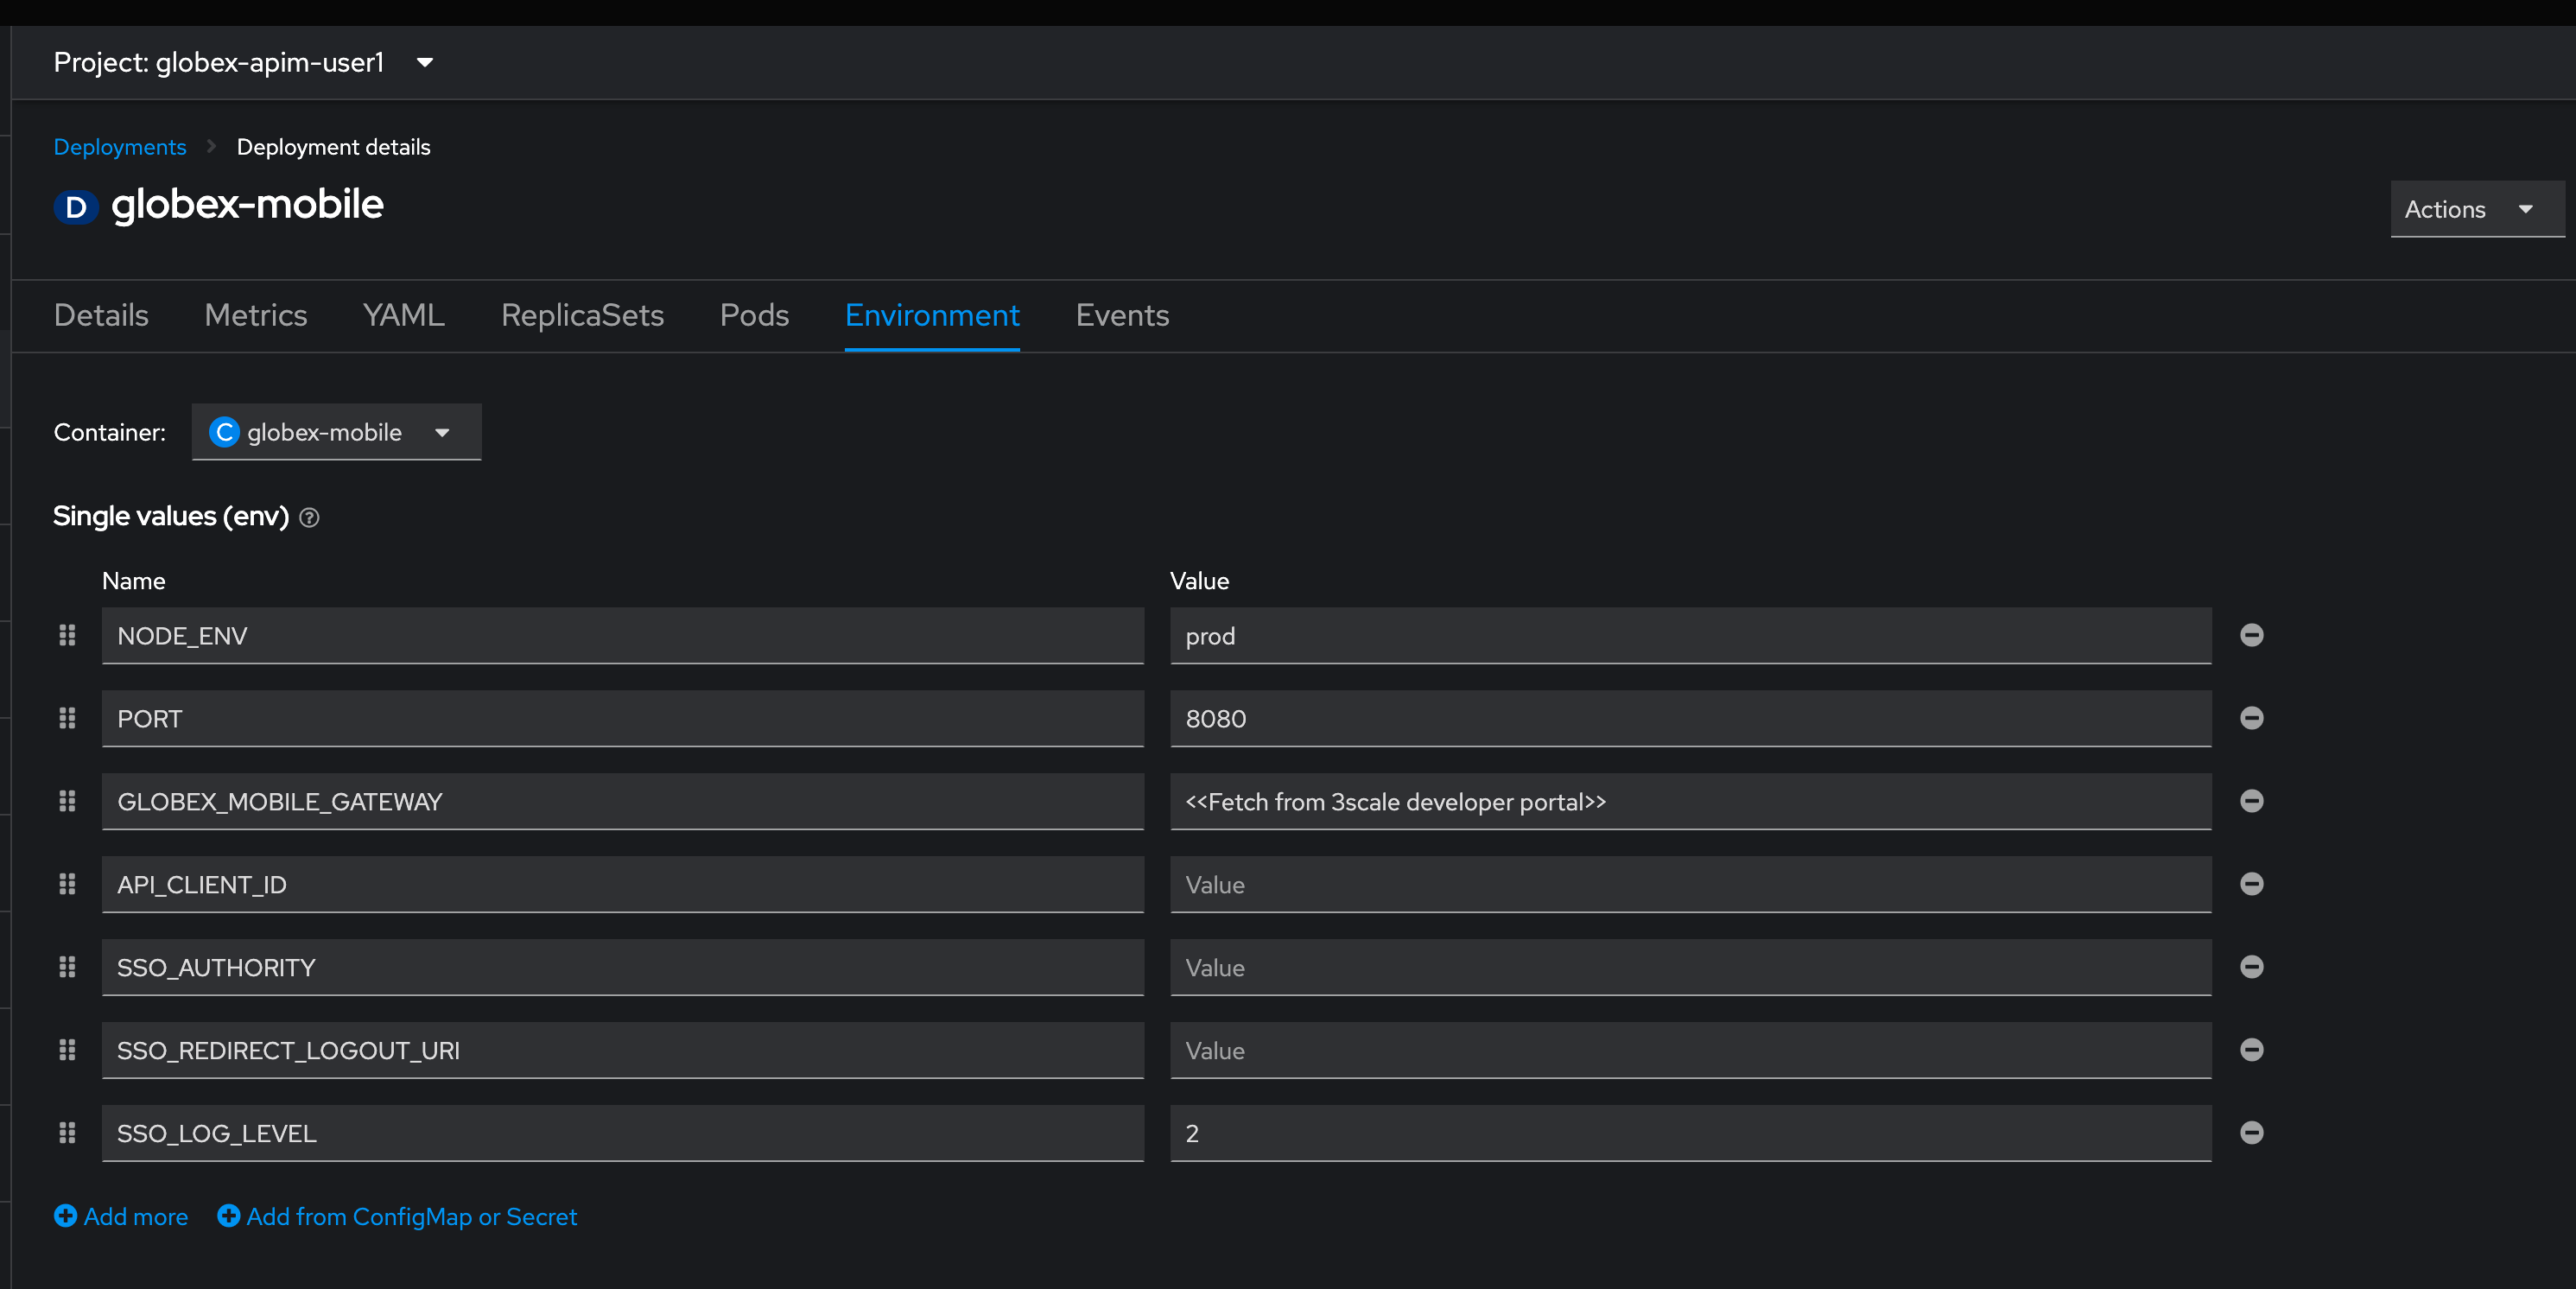 Project: globex-apim-user1
Deployments Deployment details
D globex-mobile
Actions
Details Metrics YAML ReplicaSets Pods Environment Events
Container: C globex-mobile
Single values (env) ?
Name Value
NODE_ENV prod
PORT 8080
GLOBEX_MOBILE_GATEWAY <<Fetch from 3scale developer portal>>
API_CLIENT_ID Value
SSO_AUTHORITY Value
SSO_REDIRECT_LOGOUT_URI Value
SSO_LOG_LEVEL 2
Add more Add from ConfigMap or Secret